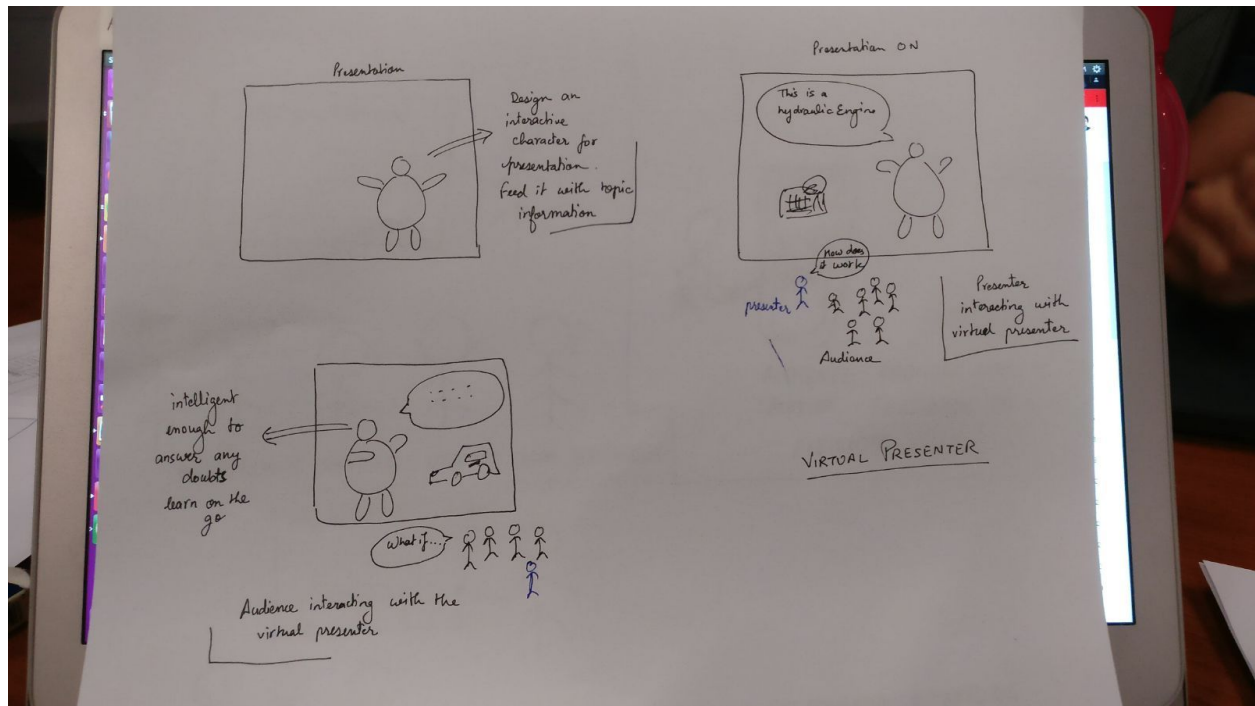 Presentation
Design an
interactive
character for
presentation.
Feed it with topic
information
Presentation ON
This is a
hydraulic Engine
How does
it work
presenter
Audience
Presenter
interacting with
virtual presenter
intelligent
enough to
answer any
doubts
learn on the
go
What if....
Audience interacting with the
virtual presenter
VIRTUAL PRESENTER